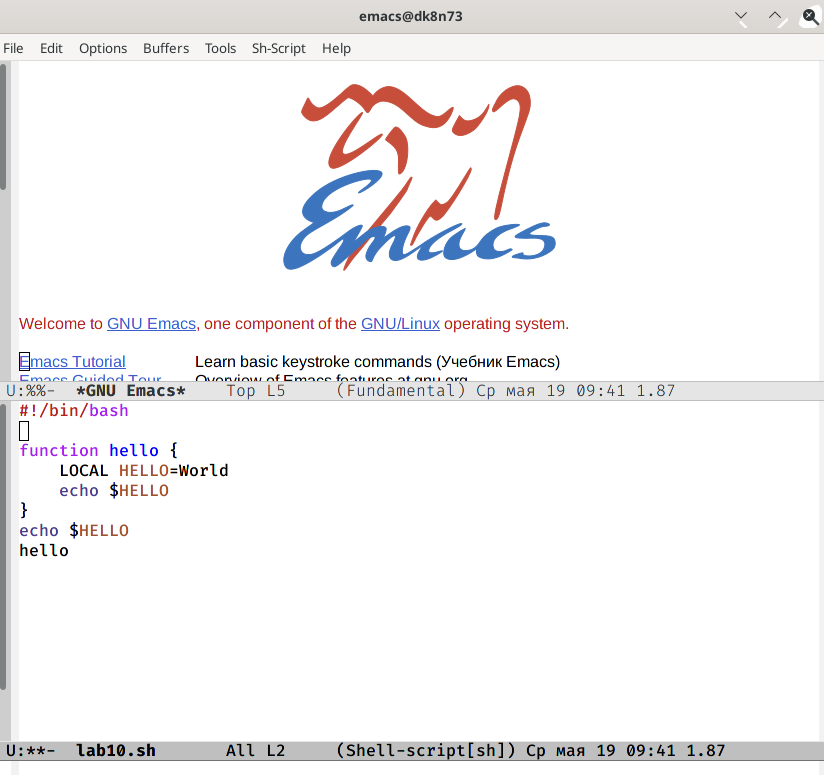 emacs@dk8n73
File Edit Options Buffers Tools Sh-Script Help
Emacs
Welcome to GNU Emacs, one component of the GNU/Linux operating system.
Emacs Tutorial Learn basic keystroke commands (Учебник Emacs)
Emacs Guided Tour Overview of Emacs features at gnu.org
U:%%- *GNU Emacs* Top L5 (Fundamental) Ср мая 19 09:41 1.87
#!/bin/bash
function hello {
    LOCAL HELLO=World
    echo $HELLO
}
echo $HELLO
hello
U:**- lab10.sh All L2 (Shell-script[sh]) Ср мая 19 09:41 1.87